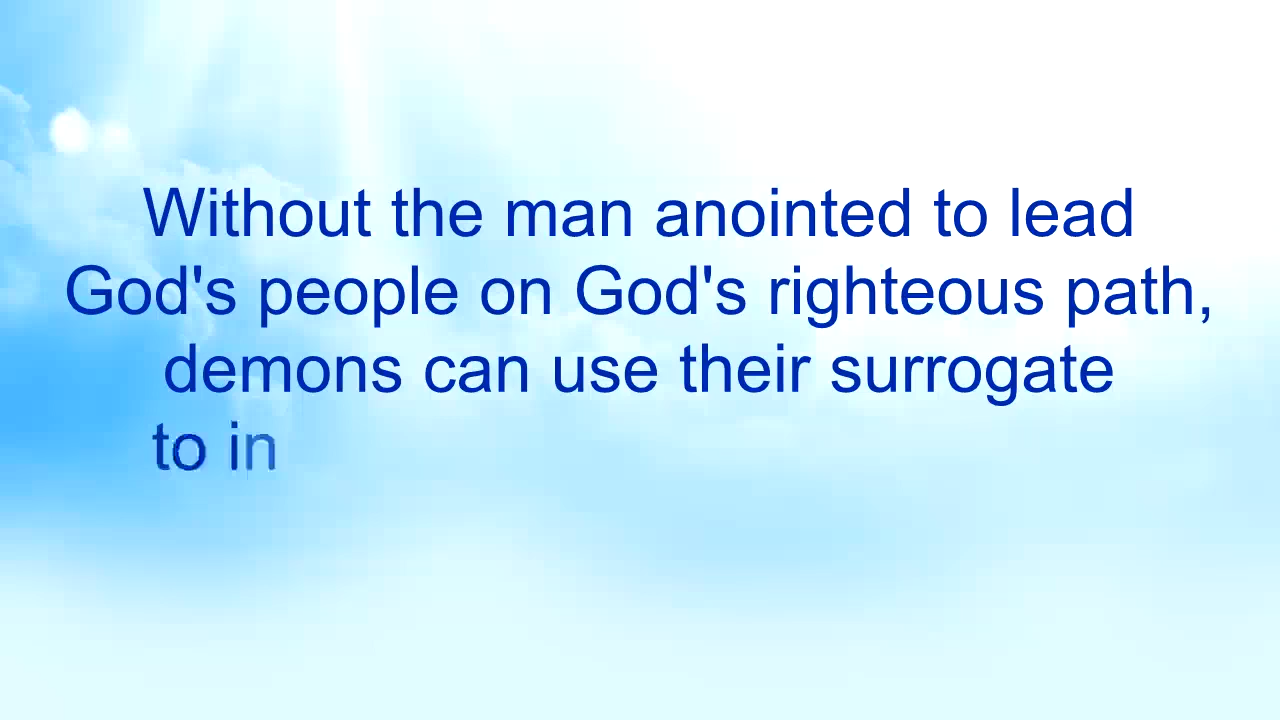 Without the man anointed to lead
God's people on God's righteous path,
demons can use their surrogate
to in